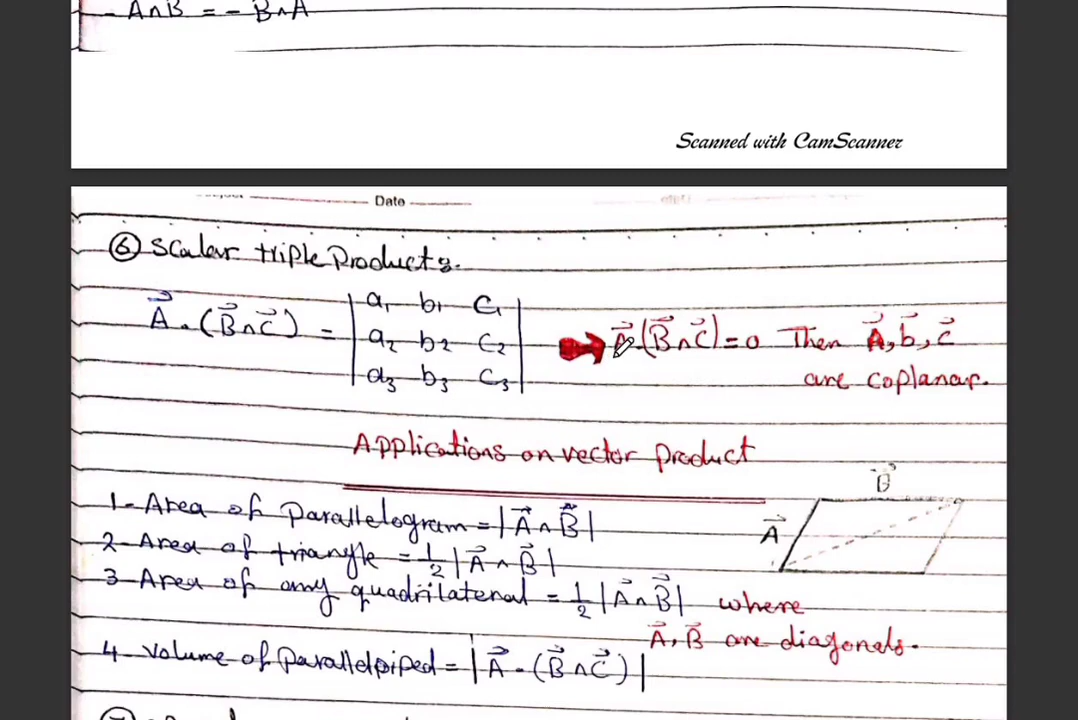 - A∧B = - B∧A
Scanned with CamScanner
Date
⑥ Scalar triple Products.
A⃗ . (B⃗∧C⃗) = | a₁ b₁ c₁ |
| a₂ b₂ c₂ |
| a₃ b₃ c₃ |
A⃗.(B⃗∧C⃗)=0 Then A⃗, b⃗, c⃗
are coplanar.
Applications on vector product
1- Area of Parallelogram = |A⃗ ∧ B⃗|
B⃗
A⃗
2- Area of triangle = ½ |A⃗ ∧ B⃗|
3- Area of any quadrilateral = ½ |A⃗ ∧ B⃗| where
A⃗, B⃗ are diagonals.
4- Volume of Parallelpiped = |A⃗ . (B⃗∧C⃗)|